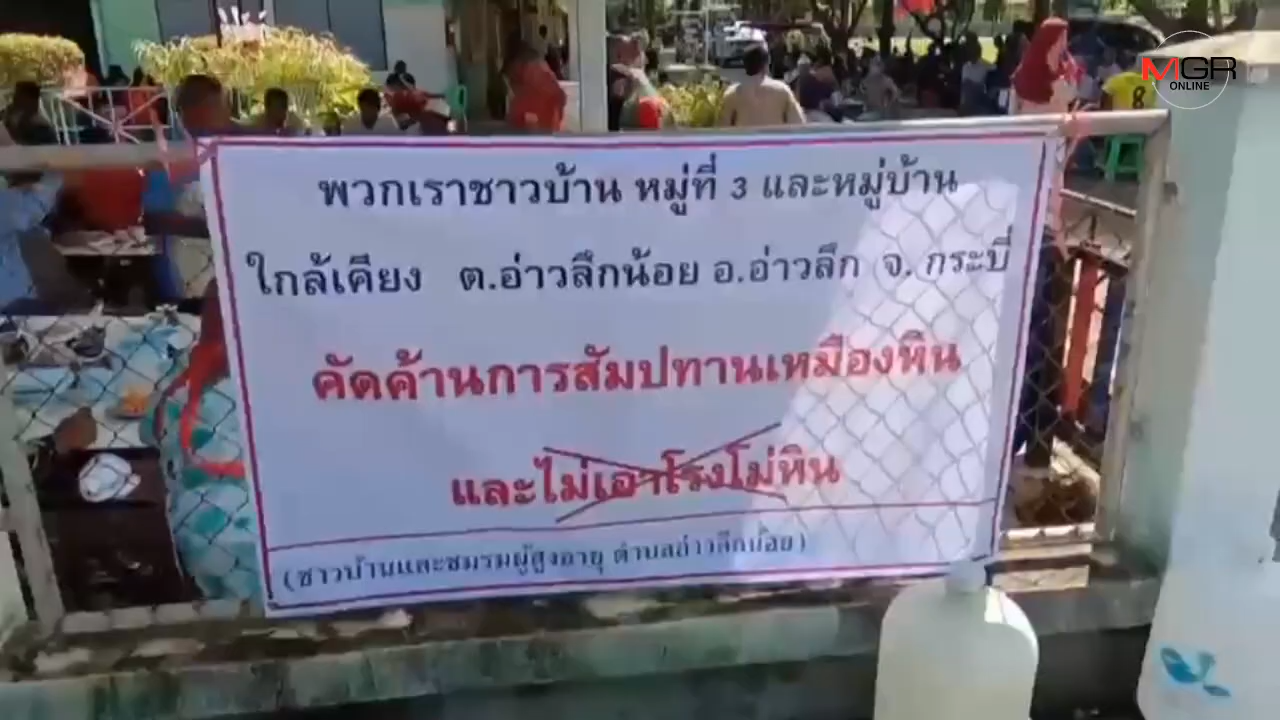 พวกเราชาวบ้าน หมู่ที่ 3 และหมู่บ้าน
ใกล้เคียง ต.อ่าวลึกน้อย อ.อ่าวลึก จ. กระบี่
คัดค้านการสัมปทานเหมืองหิน
และไม่เอาโรงโม่หิน
(ชาวบ้านและชมรมผู้สูงอายุ ตำบลอ่าวลึกน้อย)
MGR
ONLINE
8